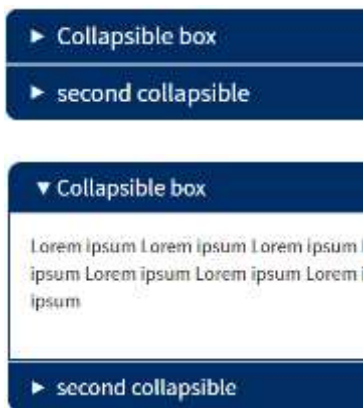 ► Collapsible box
► second collapsible
▼ Collapsible box
Lorem ipsum Lorem ipsum Lorem ipsum
ipsum Lorem ipsum Lorem ipsum Lorem
ipsum
► second collapsible